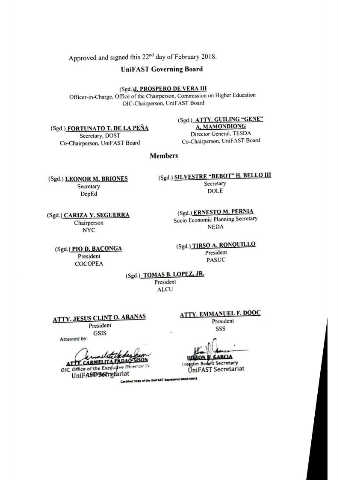 Approved and signed this 22nd day of February 2018.
UniFAST Governing Board
(Sgd.) J. PROSPERO DE VERA III
Officer-in-Charge, Office of the Chairperson, Commission on Higher Education
OIC-Chairperson, UniFAST Board
(Sgd.) FORTUNATO T. DE LA PEÑA
Secretary, DOST
Co-Chairperson, UniFAST Board
(Sgd.) ATTY. GUILING "GENE"
A. MAMONDIONG
Director General, TESDA
Co-Chairperson, UniFAST Board
Members
(Sgd.) LEONOR M. BRIONES
Secretary
DepEd
(Sgd.) SILVESTRE "BEBOT" H. BELLO III
Secretary
DOLE
(Sgd.) CARIZA Y. SEGUERRA
Chairperson
NYC
(Sgd.) ERNESTO M. PERNIA
Socio Economic Planning Secretary
NEDA
(Sgd.) PIO D. BACONGA
President
COCOPEA
(Sgd.) TIRSO A. RONQUILLO
President
PASUC
(Sgd.) TOMAS B. LOPEZ, JR.
President
ALCU
ATTY. JESUS CLINT O. ARANAS
President
GSIS
ATTY. EMMANUEL F. DOOC
President
SSS
Attested by:
ATTY. CARMELITA YADAO-SISON
OIC, Office of the Executive Director
UniFAST Secretariat
GARCIA
Board Secretary
UniFAST Secretariat